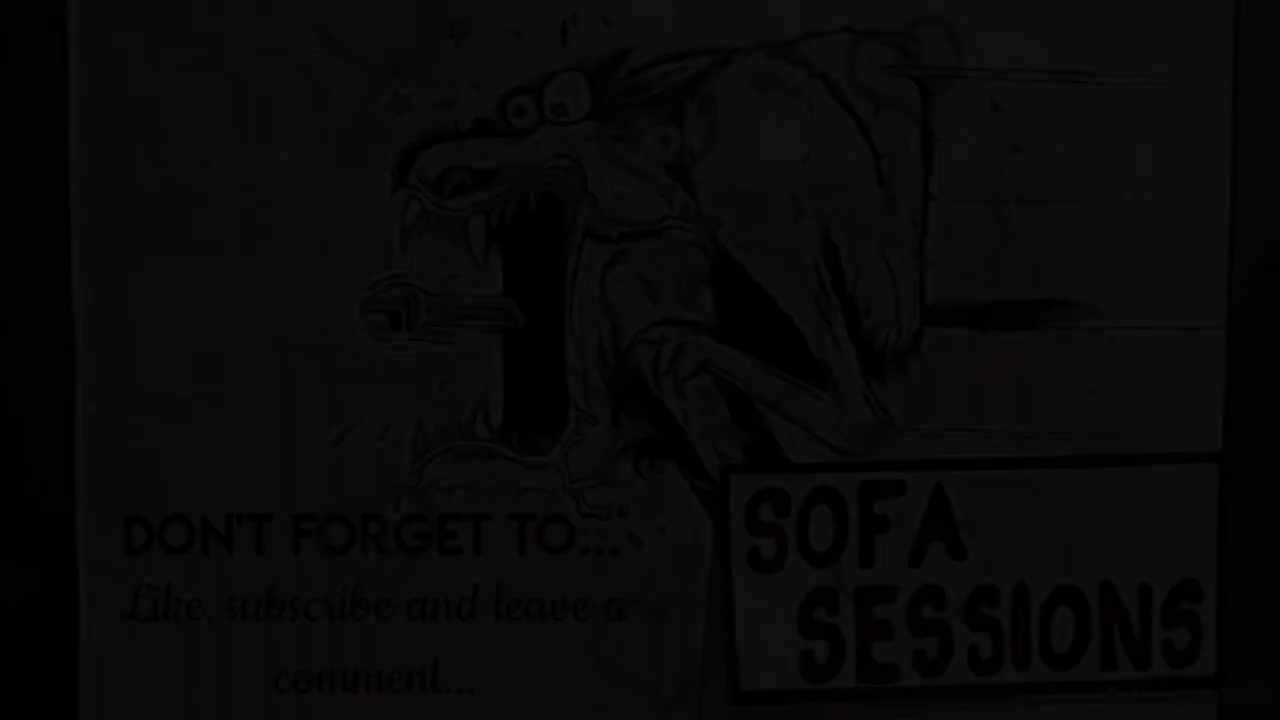 DON'T FORGET TO...
Like, subscribe and leave a
comment...
SOFA
SESSIONS